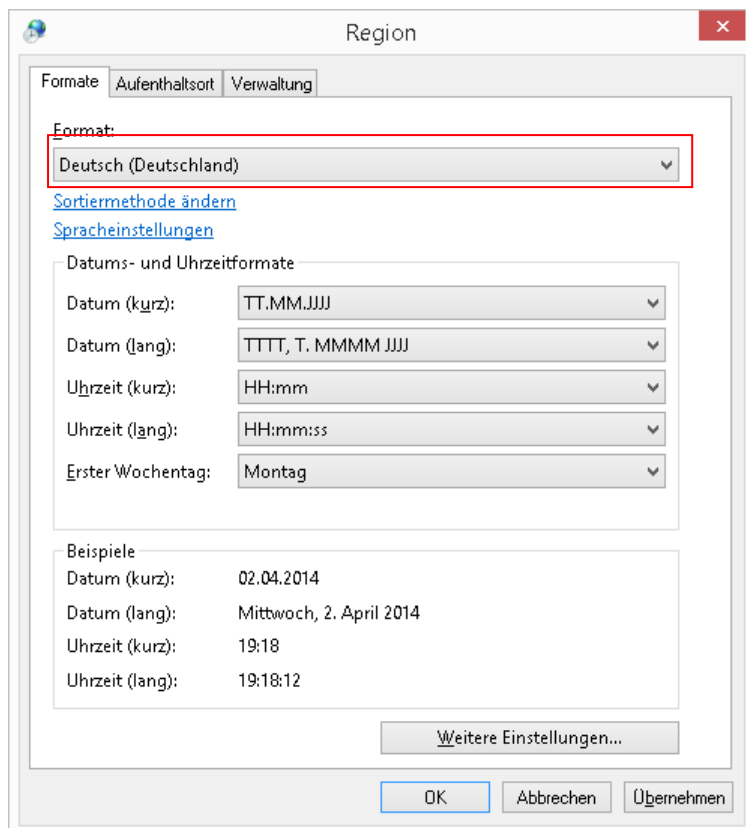 Region
Formate Aufenthaltsort Verwaltung
Format:
Deutsch (Deutschland)
Sortiermethode ändern
Spracheinstellungen
Datums- und Uhrzeitformate
Datum (kurz): TT.MM.JJJJ
Datum (lang): TTTT, T. MMMM JJJJ
Uhrzeit (kurz): HH:mm
Uhrzeit (lang): HH:mm:ss
Erster Wochentag: Montag
Beispiele
Datum (kurz): 02.04.2014
Datum (lang): Mittwoch, 2. April 2014
Uhrzeit (kurz): 19:18
Uhrzeit (lang): 19:18:12
Weitere Einstellungen...
OK Abbrechen Übernehmen